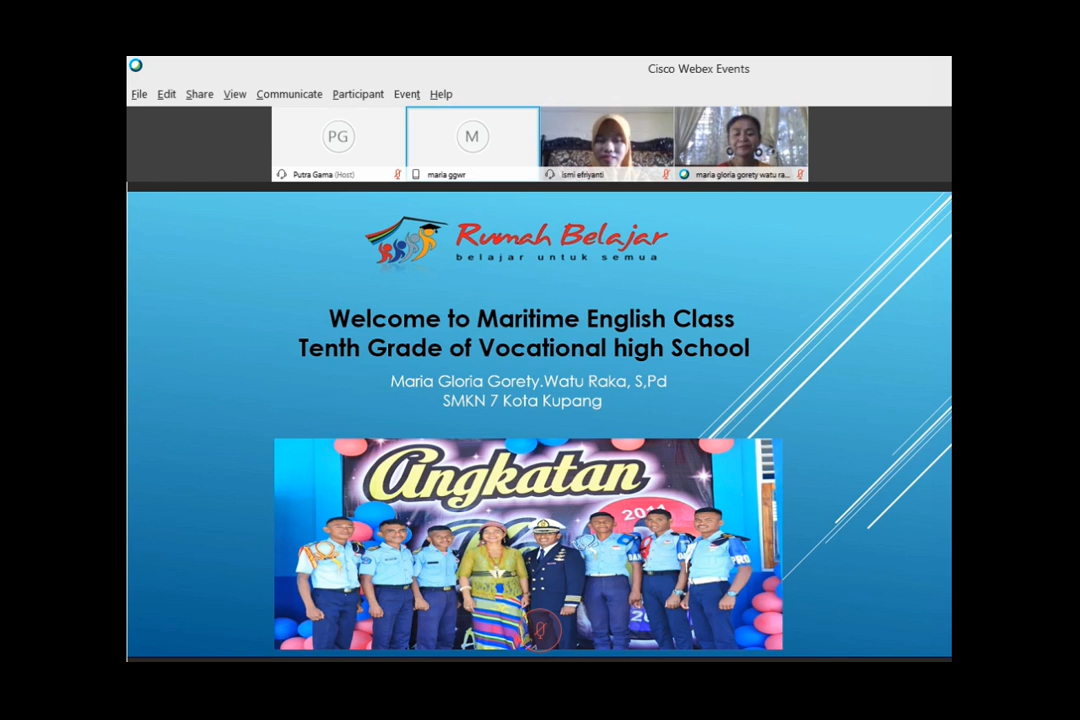 Cisco Webex Events
File Edit Share View Communicate Participant Event Help
PG
M
Putra Gama (Host)
maria ggwr
ismi efriyanti
maria gloria gorety watu ra...
Rumah Belajar
belajar untuk semua
Welcome to Maritime English Class
Tenth Grade of Vocational high School
Maria Gloria Gorety.Watu Raka, S,Pd
SMKN 7 Kota Kupang
Angkatan
2011
PRO